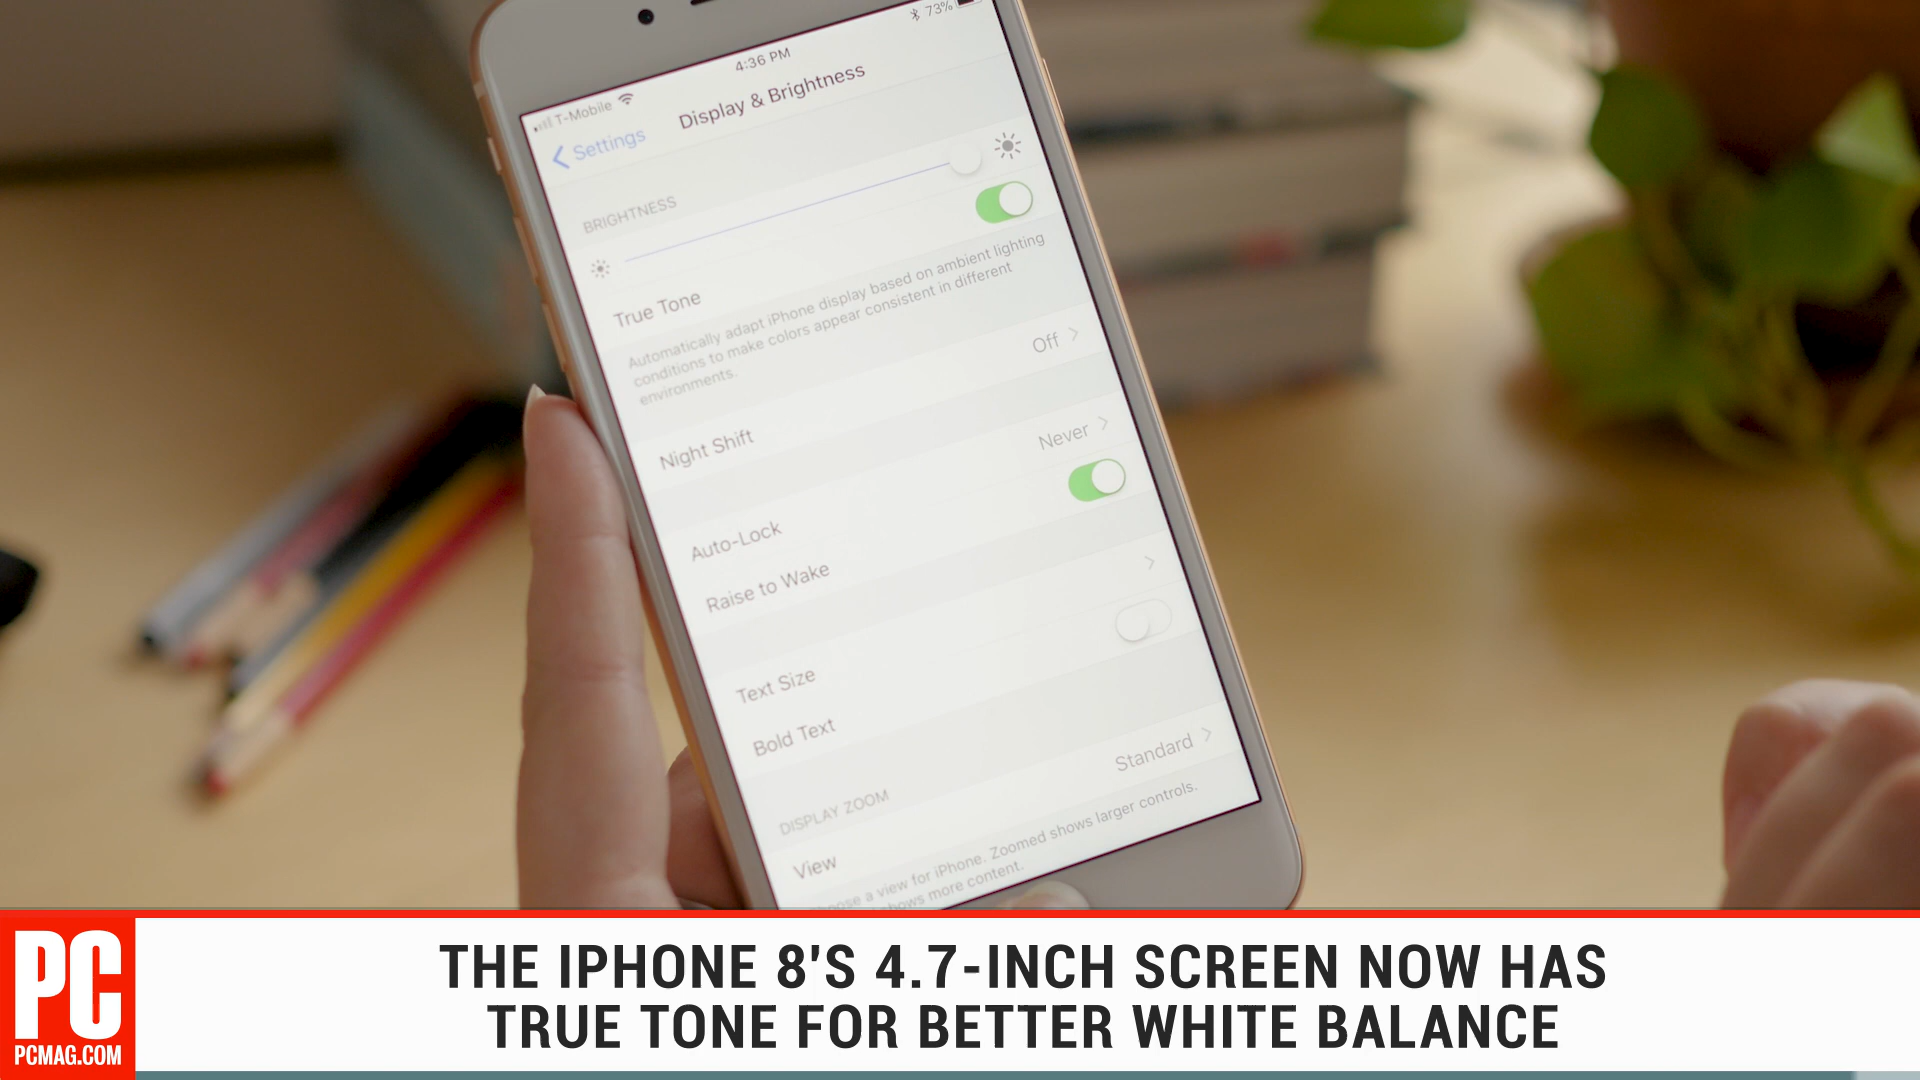 73%
4:36 PM
T-Mobile
Display & Brightness
Settings
BRIGHTNESS
True Tone
Automatically adapt iPhone display based on ambient lighting
conditions to make colors appear consistent in different
environments.
Night Shift Off
Auto-Lock Never
Raise to Wake
Text Size
Bold Text
DISPLAY ZOOM
View Standard
a view for iPhone. Zoomed shows larger controls.
shows more content.
PC
PCMAG.COM
THE IPHONE 8'S 4.7-INCH SCREEN NOW HAS
TRUE TONE FOR BETTER WHITE BALANCE